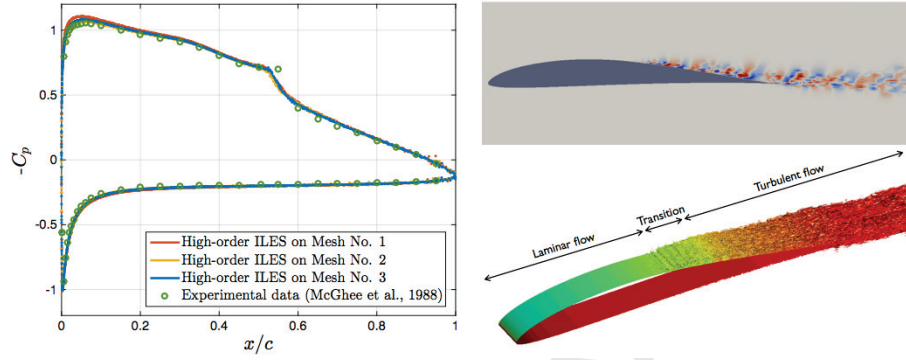 1
0.5
0
-0.5
-1
-C_p
0
0.2
0.4
0.6
0.8
1
x/c
High-order ILES on Mesh No. 1
High-order ILES on Mesh No. 2
High-order ILES on Mesh No. 3
Experimental data (McGhee et al., 1988)
Turbulent flow
Transition
Laminar flow